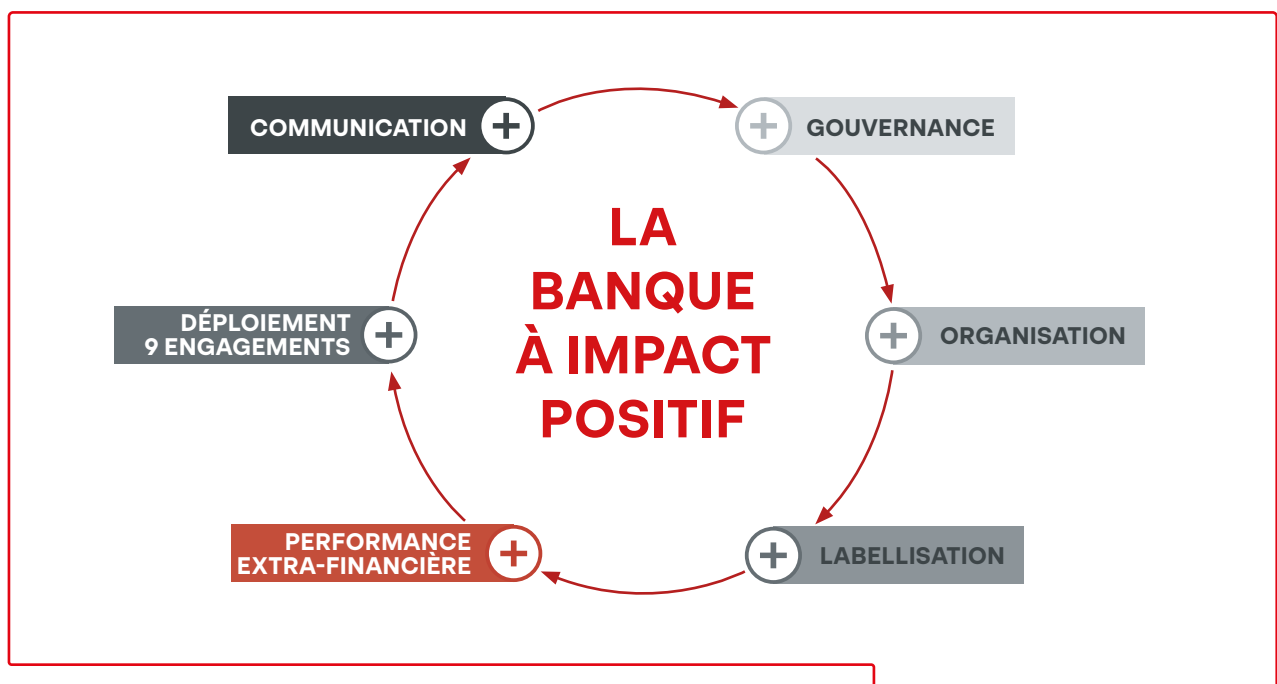 COMMUNICATION
GOUVERNANCE
LA
BANQUE
À IMPACT
POSITIF
DÉPLOIEMENT
9 ENGAGEMENTS
ORGANISATION
PERFORMANCE
EXTRA-FINANCIÈRE
LABELLISATION